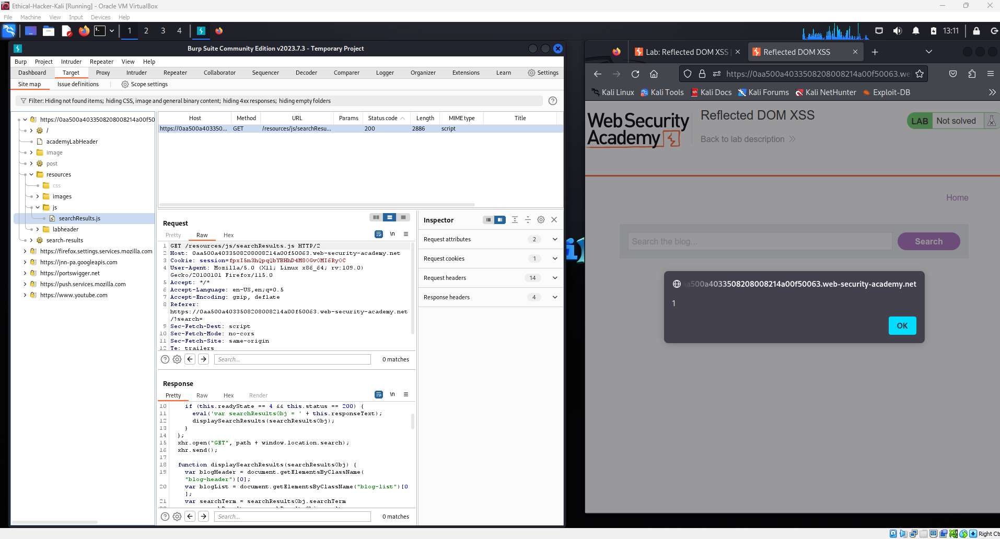 Ethical-Hacker-Kali [Running] - Oracle VM VirtualBox
File Machine View Input Devices Help
1 2 3 4
13:11
Burp Suite Community Edition v2023.7.3 - Temporary Project
Burp Project Intruder Repeater View Help
Dashboard Target Proxy Intruder Repeater Collaborator Sequencer Decoder Comparer Logger Organizer Extensions Learn Settings
Site map Issue definitions Scope settings
Filter: Hiding not found items; hiding CSS, image and general binary content; hiding 4xx responses; hiding empty folders
https://0aa500a4033508208008214a00f50
/
academyLabHeader
image
post
resources
css
images
js
searchResults.js
labheader
search-results
https://firefox.settings.services.mozilla.com
https://jnn-pa.googleapis.com
https://portswigger.net
https://push.services.mozilla.com
https://www.youtube.com
Host Method URL Params Status code Length MIME type Title
https://0aa500a403350... GET /resources/js/searchResu... 200 2886 script
Request
Pretty Raw Hex
\n
1 GET /resources/js/searchResults.js HTTP/2
2 Host: 0aa500a4033508208008214a00f50063.web-security-academy.net
3 Cookie: session=fpxI5n3hQpqQbYBHhD4M80Gv0MI6Ry0C
4 User-Agent: Mozilla/5.0 (X11; Linux x86_64; rv:109.0)
Gecko/20100101 Firefox/115.0
5 Accept: */*
6 Accept-Language: en-US,en;q=0.5
7 Accept-Encoding: gzip, deflate
8 Referer:
https://0aa500a4033508208008214a00f50063.web-security-academy.net
/?search=
9 Sec-Fetch-Dest: script
10 Sec-Fetch-Mode: no-cors
11 Sec-Fetch-Site: same-origin
12 Te: trailers
Search...
0 matches
Response
Pretty Raw Hex Render
\n
10 if (this.readyState == 4 && this.status == 200) {
11 eval('var searchResultsObj = ' + this.responseText);
12 displaySearchResults(searchResultsObj);
13 }
14 };
15 xhr.open("GET", path + window.location.search);
16 xhr.send();
17
18 function displaySearchResults(searchResultsObj) {
19 var blogHeader = document.getElementsByClassName(
"blog-header")[0];
20 var blogList = document.getElementsByClassName("blog-list")[0
];
21 var searchTerm = searchResultsObj.searchTerm
Search...
0 matches
Inspector
Request attributes 2
Request cookies 1
Request headers 14
Response headers 4
Lab: Reflected DOM XSS
Reflected DOM XSS
https://0aa500a4033508208008214a00f50063.we
Kali Linux Kali Tools Kali Docs Kali Forums Kali NetHunter Exploit-DB
Web Security
Academy
Reflected DOM XSS
Back to lab description
LAB Not solved
Home
Search the blog...
Search
aa500a4033508208008214a00f50063.web-security-academy.net
1
OK
Right Ctr